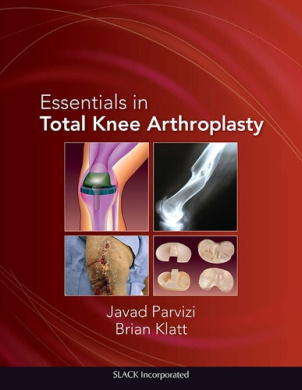 Essentials in
Total Knee Arthroplasty
Javad Parvizi
Brian Klatt
SLACK Incorporated